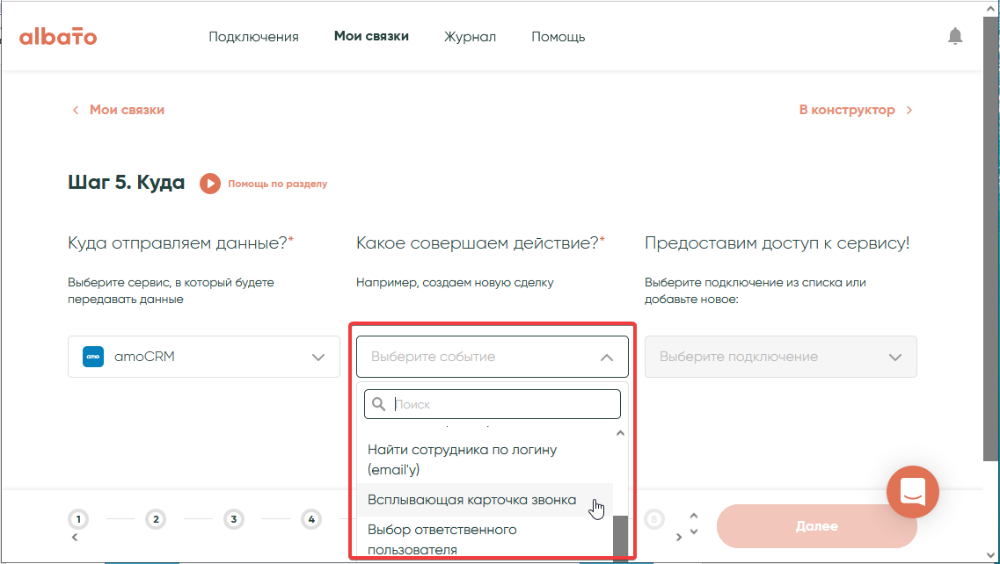 albato
Подключения
Мои связки
Журнал
Помощь
Мои связки
В конструктор
Шаг 5. Куда
Помощь по разделу
Куда отправляем данные?*
Какое совершаем действие?*
Предоставим доступ к сервису!
Выберите сервис, в который будете
передавать данные
Например, создаем новую сделку
Выберите подключение из списка или
добавьте новое:
amo
amoCRM
Выберите событие
Выберите подключение
Поиск
Найти сотрудника по логину
(email'у)
Всплывающая карточка звонка
Выбор ответственного
пользователя
1
2
3
4
8
Далее